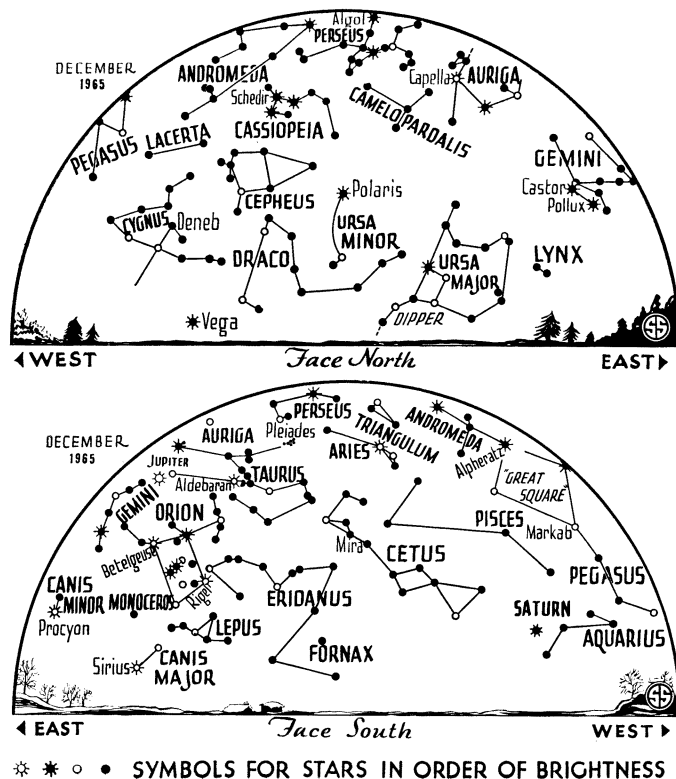 DECEMBER
1965
Algol
PERSEUS
ANDROMEDA
Schedir
CASSIOPEIA
Capella
AURIGA
CAMELOPARDALIS
PEGASUS
LACERTA
GEMINI
Castor
Pollux
CEPHEUS
Polaris
CYGNUS
Deneb
URSA
MINOR
DRACO
URSA
MAJOR
LYNX
DIPPER
Vega
SS
WEST
Face North
EAST
DECEMBER
1965
PERSEUS
AURIGA
Pleiades
TRIANGULUM
ANDROMEDA
ARIES
Alpheratz
JUPITER
Aldebaran
TAURUS
"GREAT
SQUARE"
GEMINI
ORION
Betelgeuse
Mira
CETUS
PISCES
Markab
PEGASUS
CANIS
MINOR
MONOCEROS
Rigel
ERIDANUS
Procyon
LEPUS
SATURN
AQUARIUS
Sirius
CANIS
MAJOR
FORNAX
SS
EAST
Face South
WEST
SYMBOLS FOR STARS IN ORDER OF BRIGHTNESS